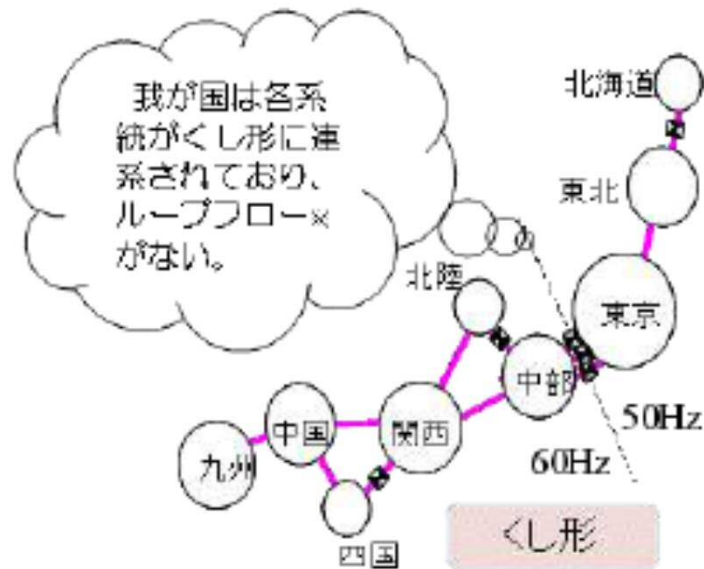 我が国は各系
統がくし形に連
系されており、
ループフロー※
がない。
北海道
東北
北陸
東京
中部
中国
関西
50Hz
九州
60Hz
くし形
四国